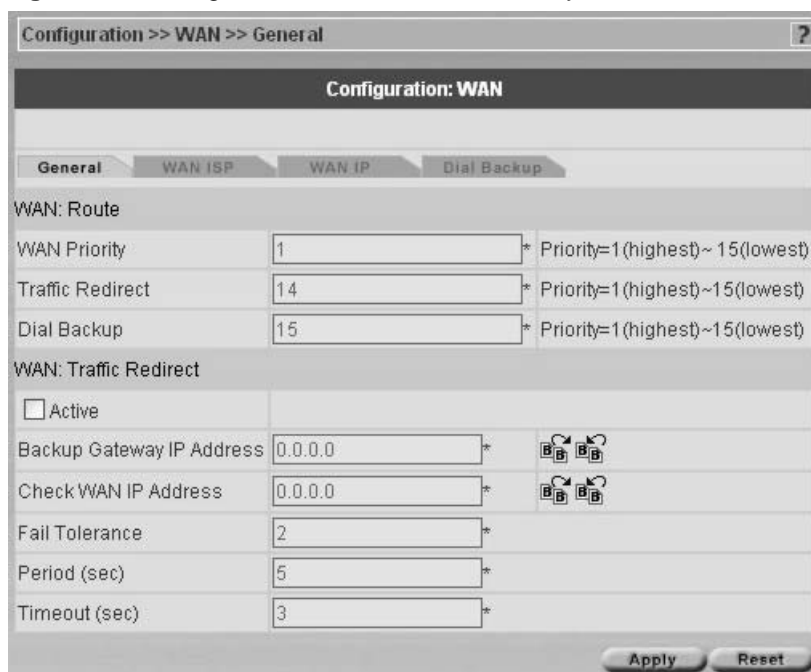 Configuration >> WAN >> General ?
Configuration: WAN
General WAN ISP WAN IP Dial Backup
WAN: Route
WAN Priority 1 * Priority=1(highest)~ 15(lowest)
Traffic Redirect 14 * Priority=1(highest)~15(lowest)
Dial Backup 15 * Priority=1(highest)~15(lowest)
WAN: Traffic Redirect
Active
Backup Gateway IP Address 0.0.0.0 * B B B B
Check WAN IP Address 0.0.0.0 * B B B B
Fail Tolerance 2 *
Period (sec) 5 *
Timeout (sec) 3 *
Apply Reset